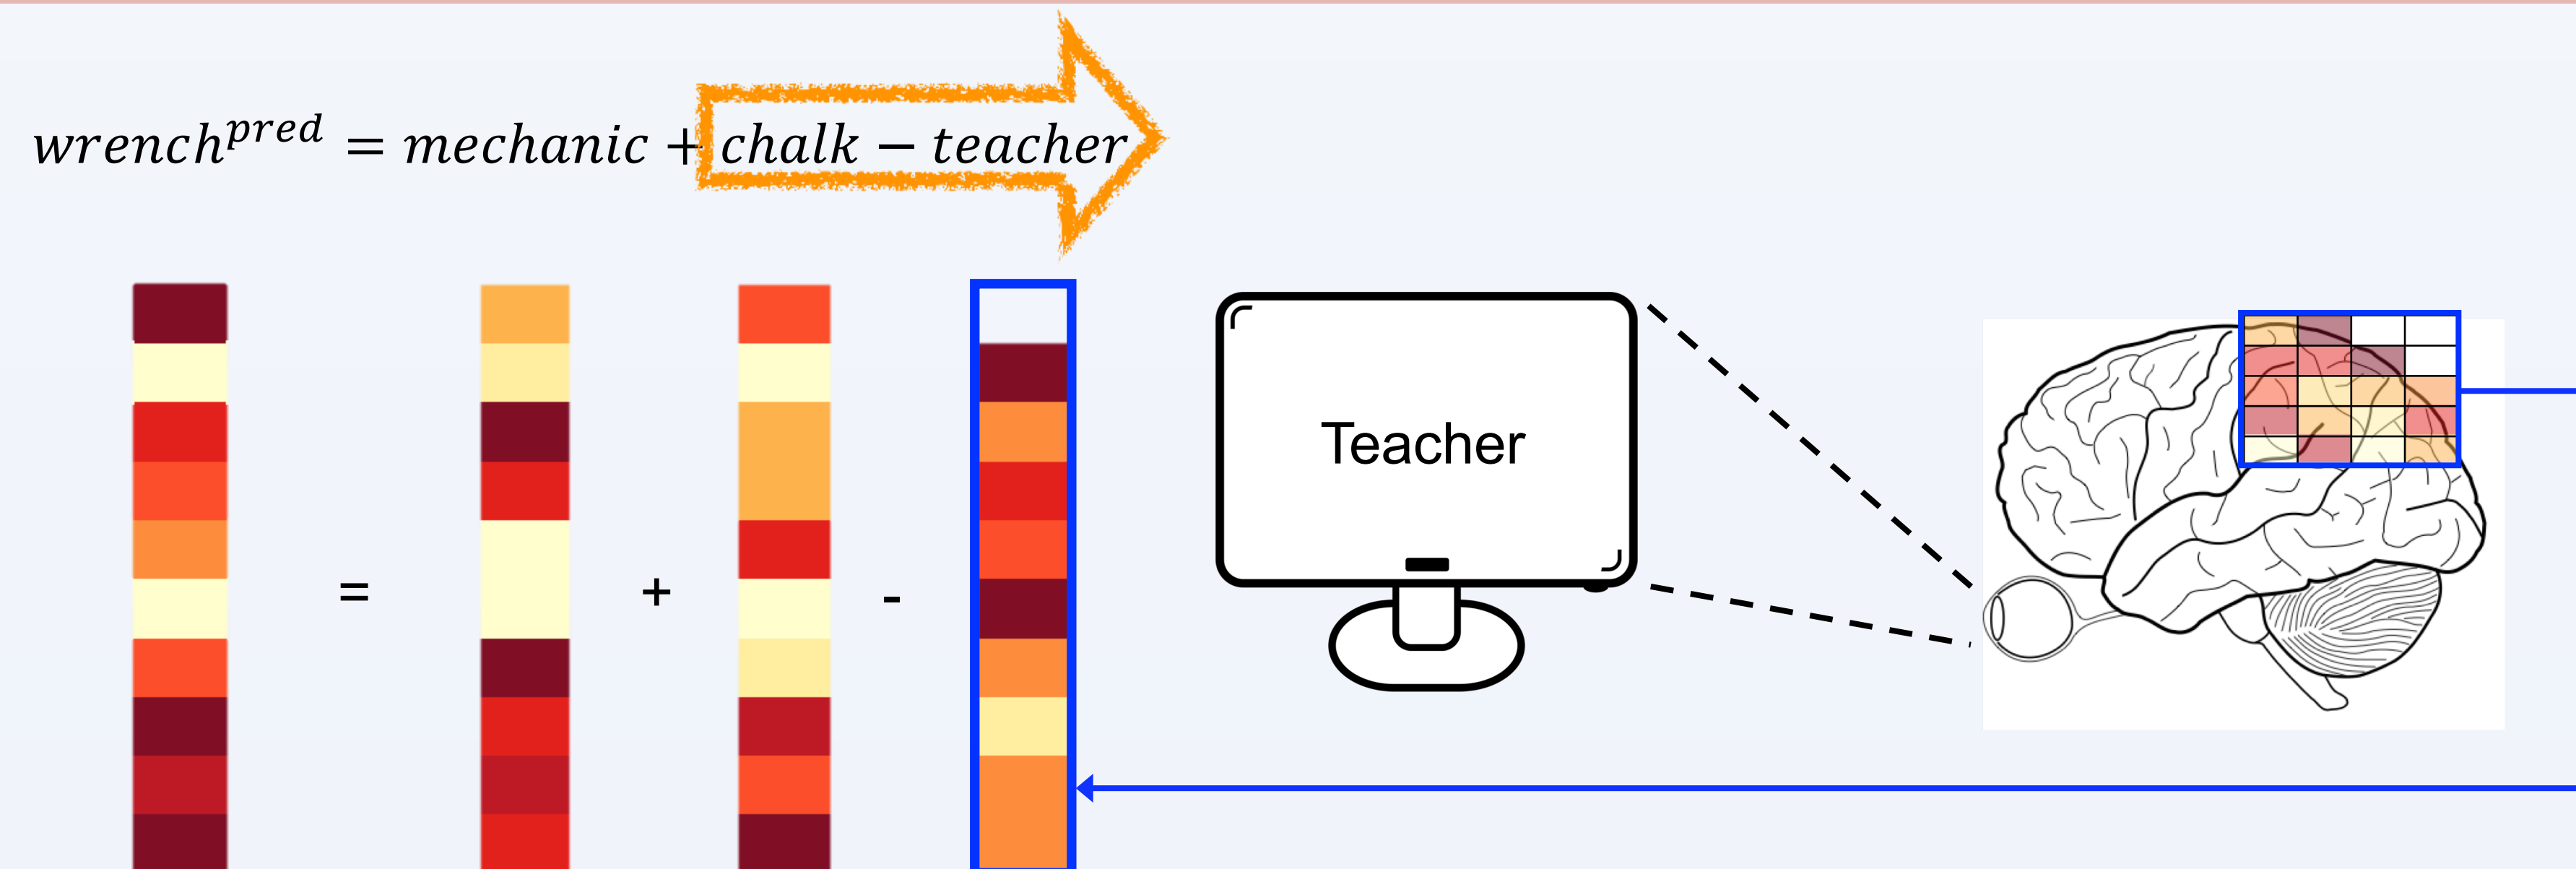 wrench^pred = mechanic + chalk − teacher
Teacher
= + -